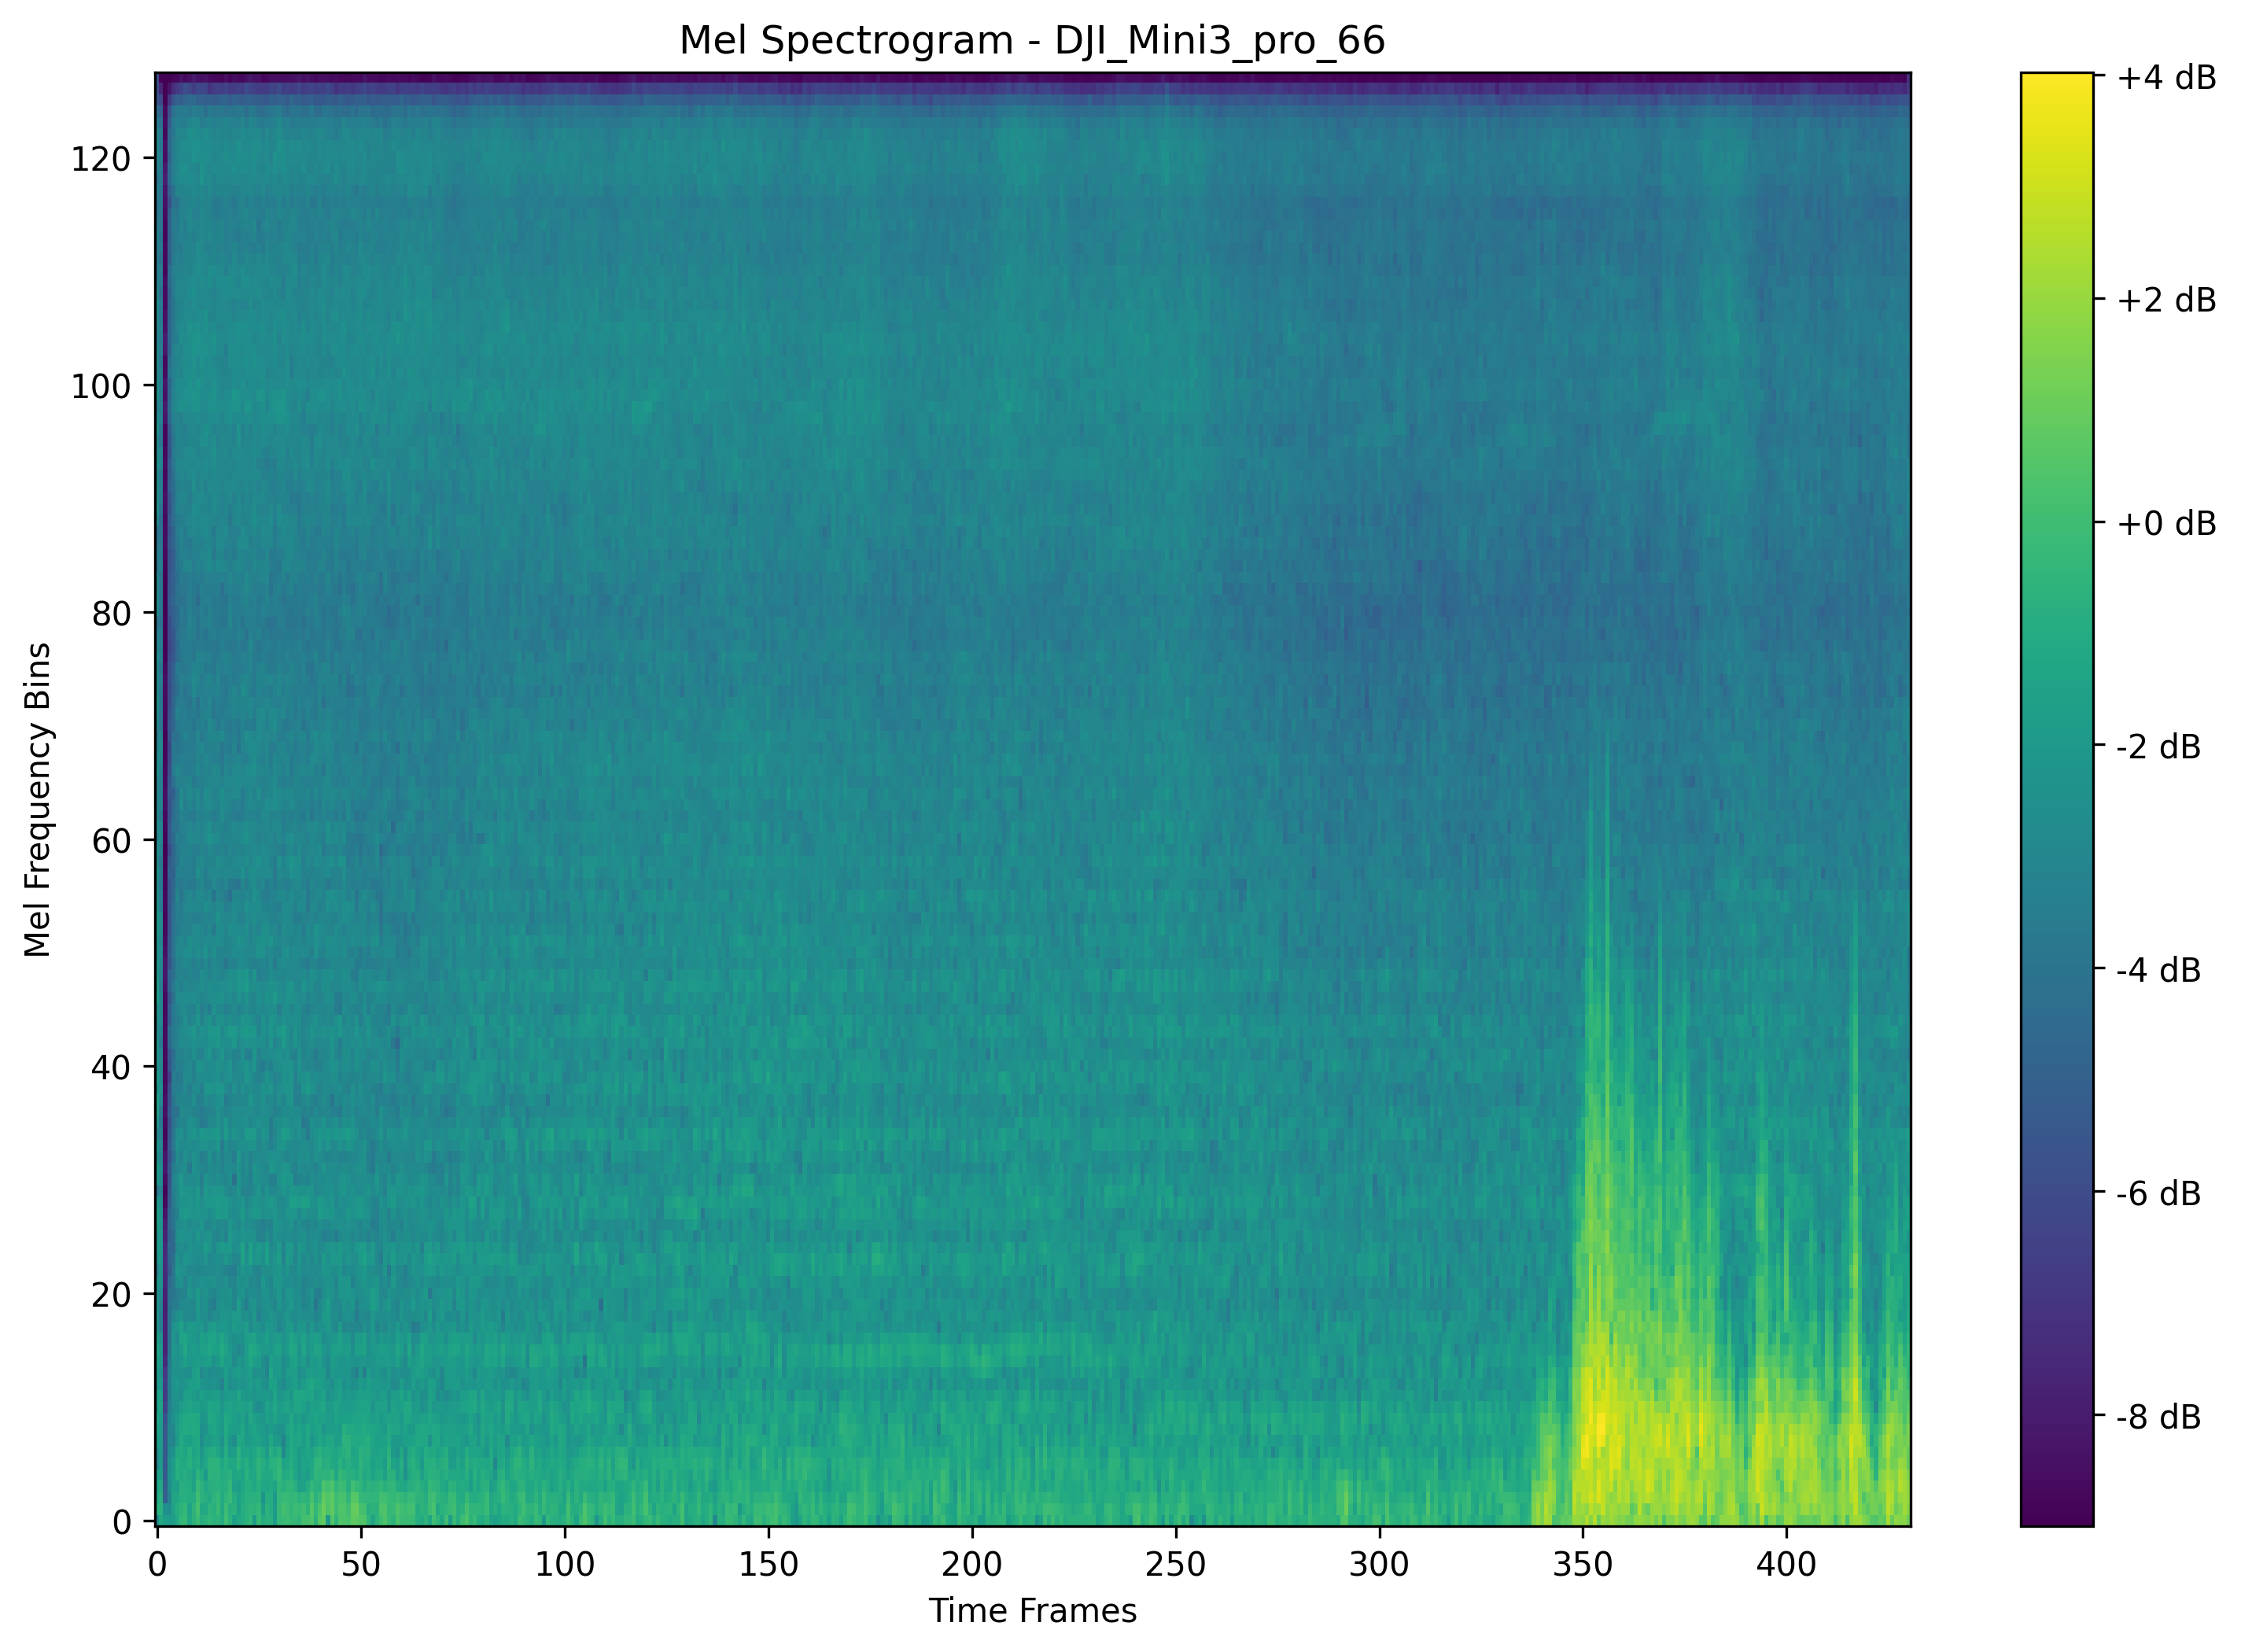 Mel Spectrogram - DJI_Mini3_pro_66
+4 dB
+2 dB
+0 dB
-2 dB
-4 dB
-6 dB
-8 dB
Mel Frequency Bins
120
100
80
60
40
20
0
0 50 100 150 200 250 300 350 400
Time Frames